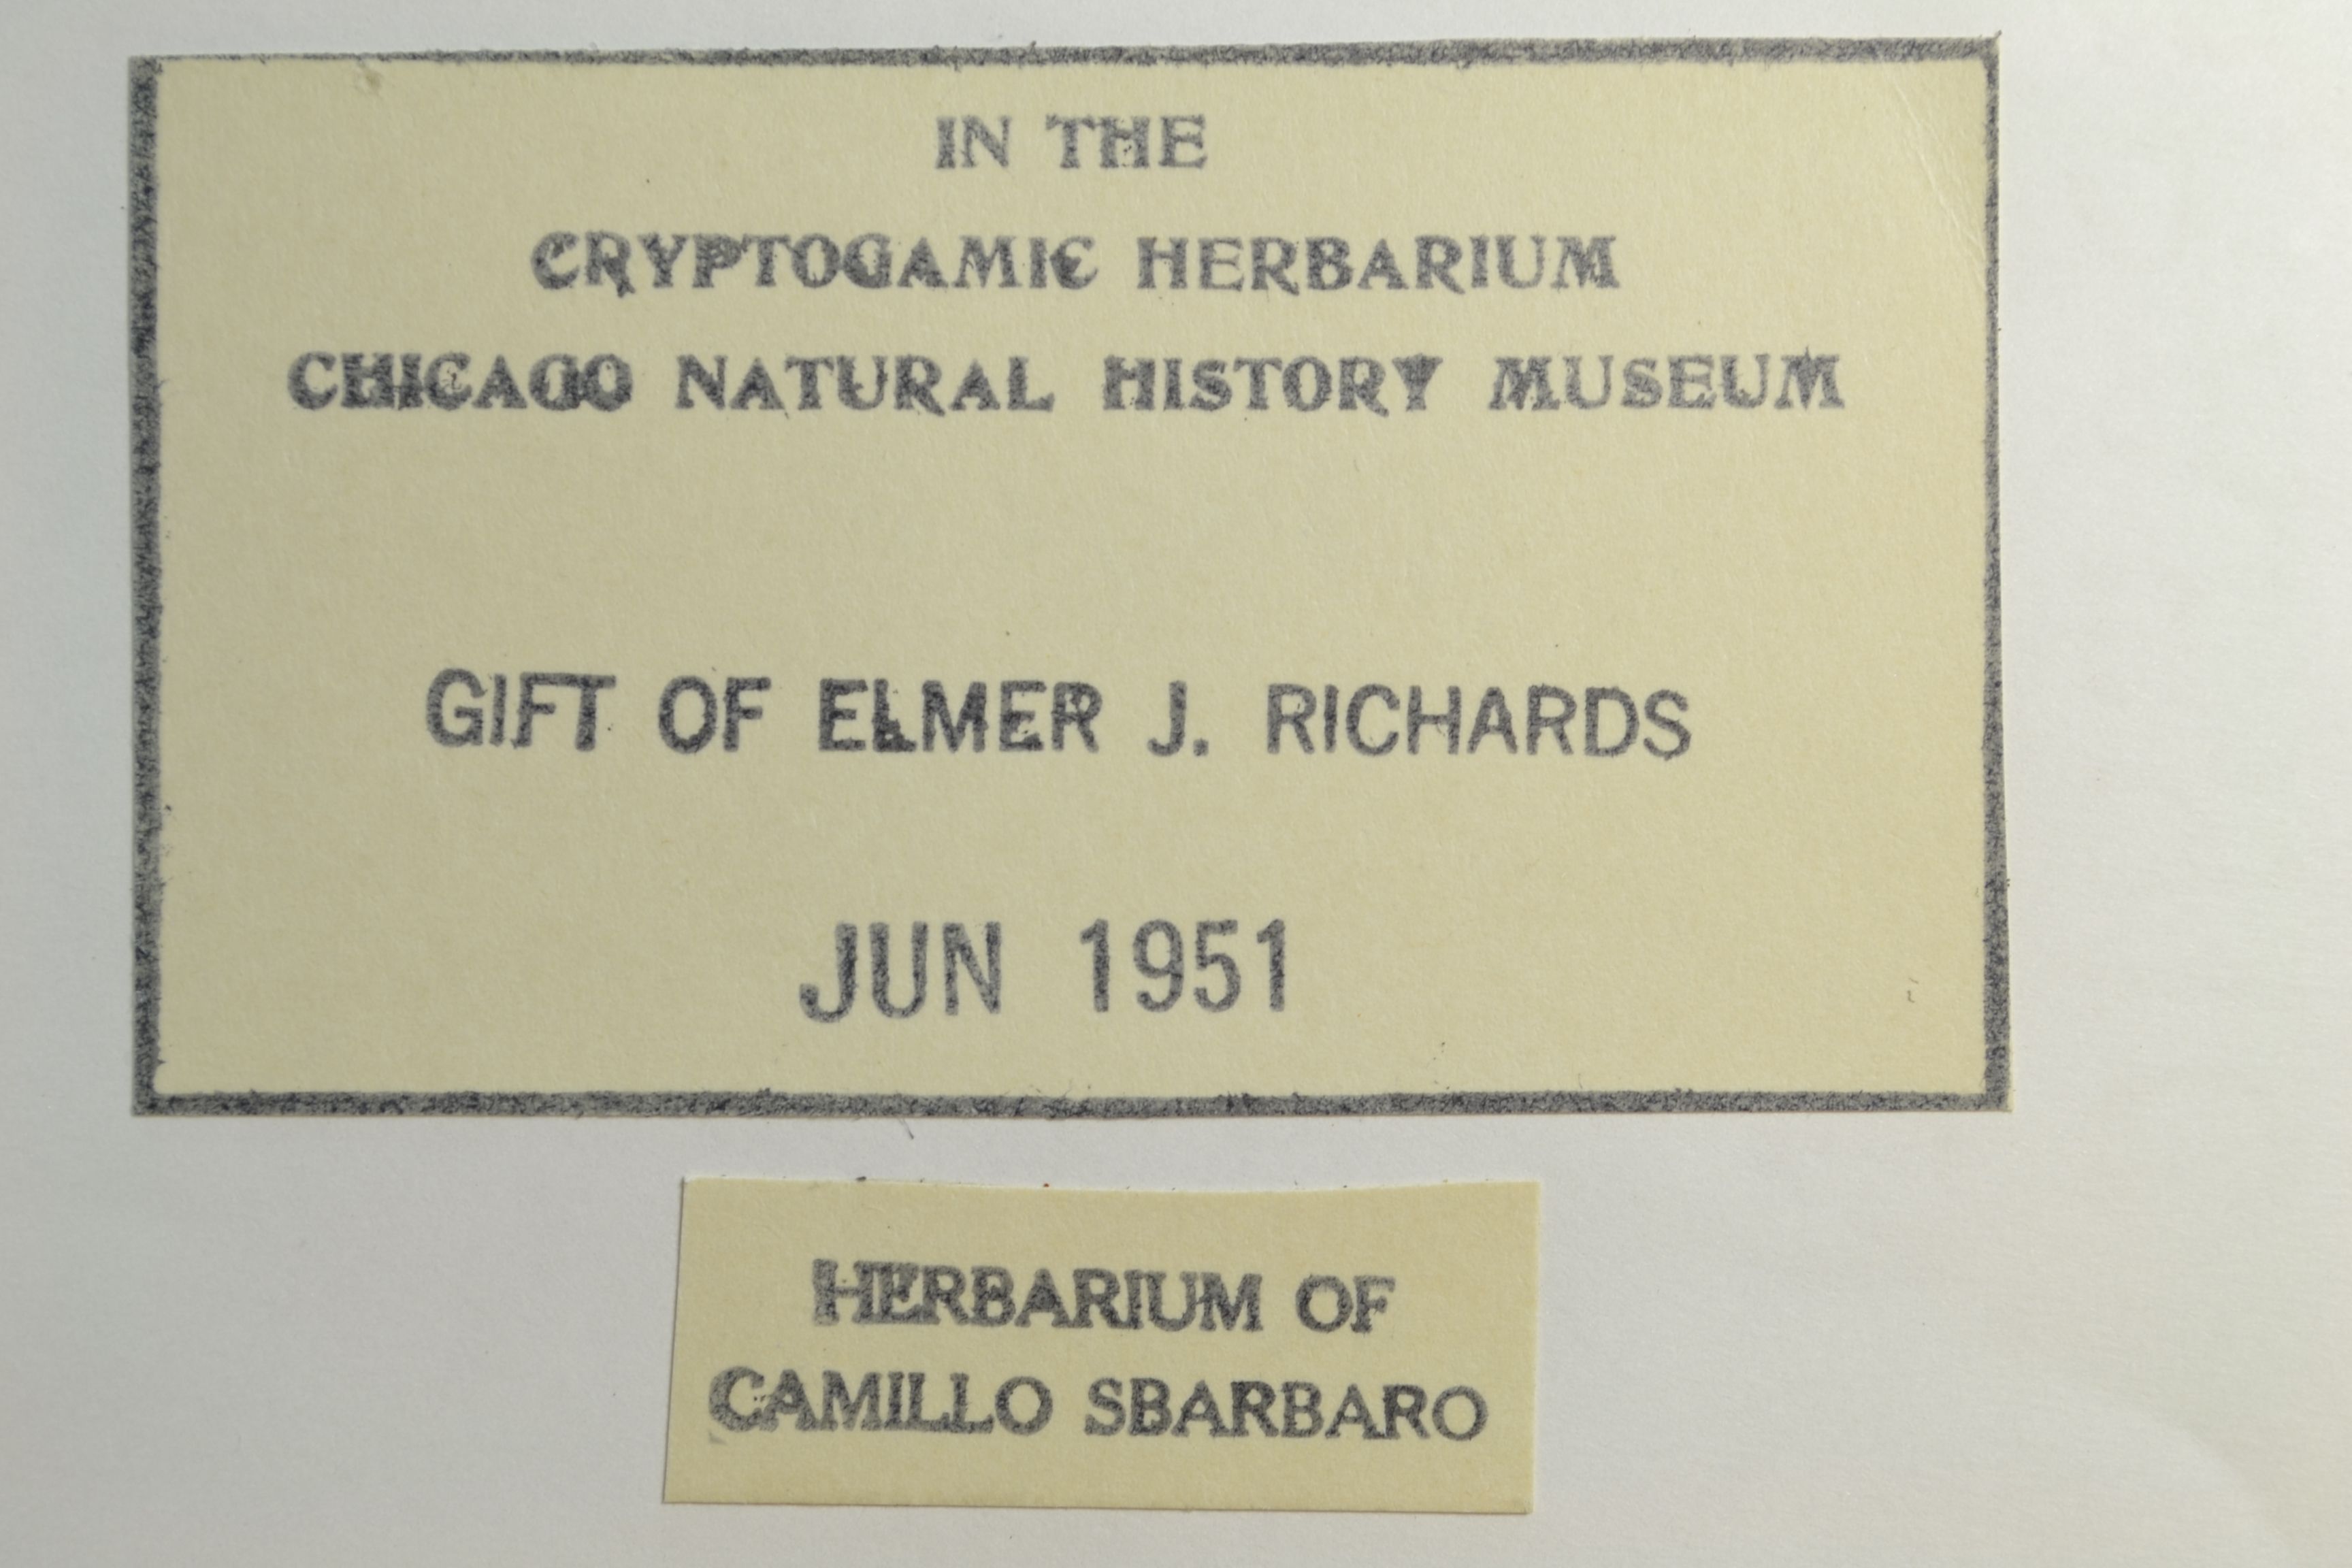 IN THE
CRYPTOGAMIC HERBARIUM
CHICAGO NATURAL HISTORY MUSEUM
GIFT OF ELMER J. RICHARDS
JUN 1951
HERBARIUM OF
CAMILLO SBARBARO